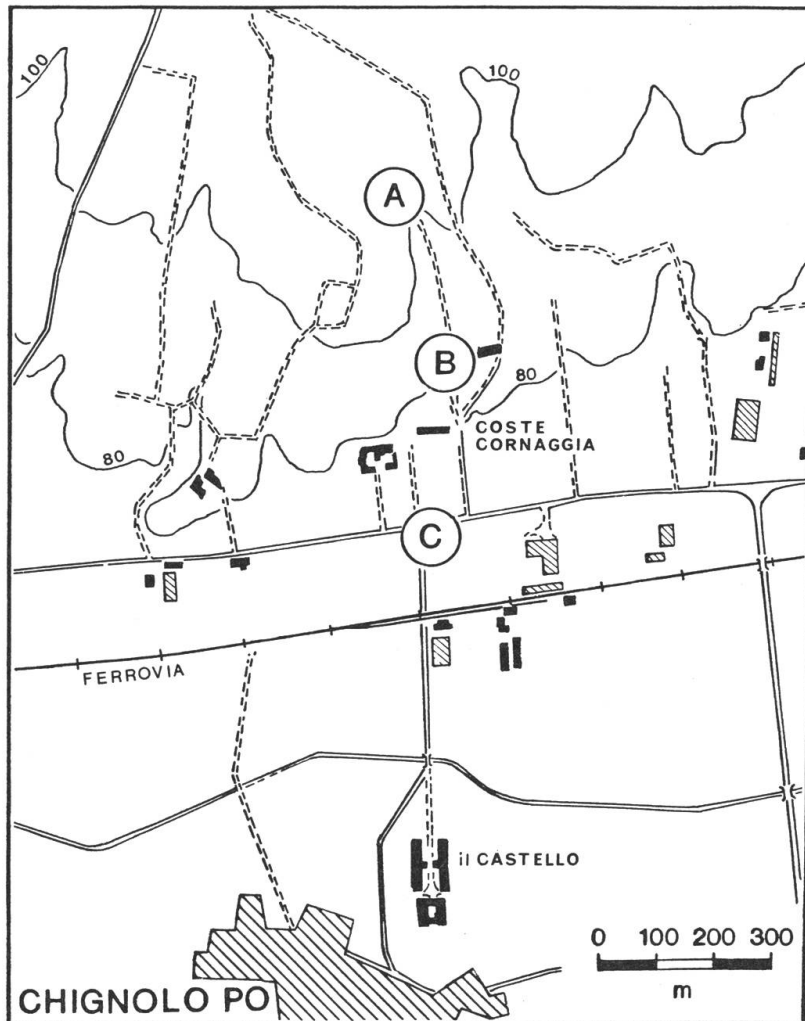 100
100
A
B
80
COSTE
CORNAGGIA
80
C
FERROVIA
il CASTELLO
0 100 200 300
m
CHIGNOLO PO